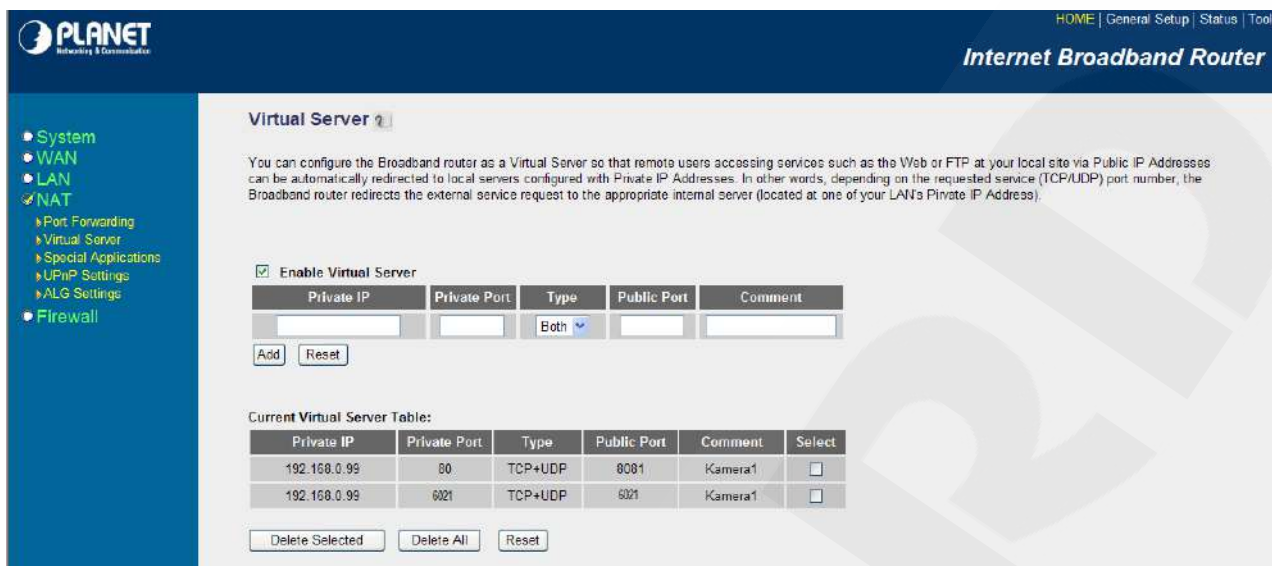 PLANET
Networking & Communication
HOME | General Setup | Status | Tool
Internet Broadband Router
System
WAN
LAN
NAT
Port Forwarding
Virtual Server
Special Applications
UPnP Settings
ALG Settings
Firewall
Virtual Server
You can configure the Broadband router as a Virtual Server so that remote users accessing services such as the Web or FTP at your local site via Public IP Addresses
can be automatically redirected to local servers configured with Private IP Addresses. In other words, depending on the requested service (TCP/UDP) port number, the
Broadband router redirects the external service request to the appropriate internal server (located at one of your LAN's Pivate IP Address).
Enable Virtual Server
Private IP Private Port Type Public Port Comment
Both
Add Reset
Current Virtual Server Table:
Private IP Private Port Type Public Port Comment Select
192.168.0.99 80 TCP+UDP 8081 Kamera1
192.168.0.99 6021 TCP+UDP 6021 Kamera1
Delete Selected Delete All Reset